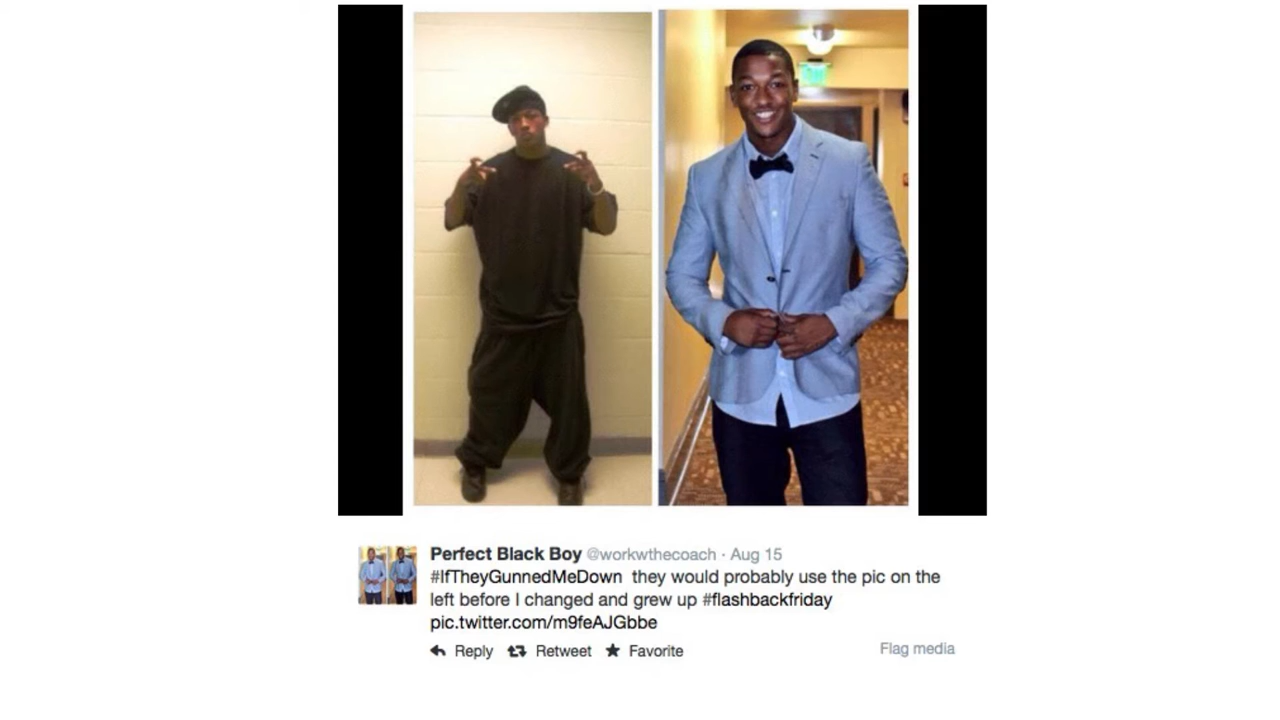 Perfect Black Boy @workwthecoach · Aug 15
#IfTheyGunnedMeDown they would probably use the pic on the
left before I changed and grew up #flashbackfriday
pic.twitter.com/m9feAJGbbe
Reply Retweet Favorite Flag media